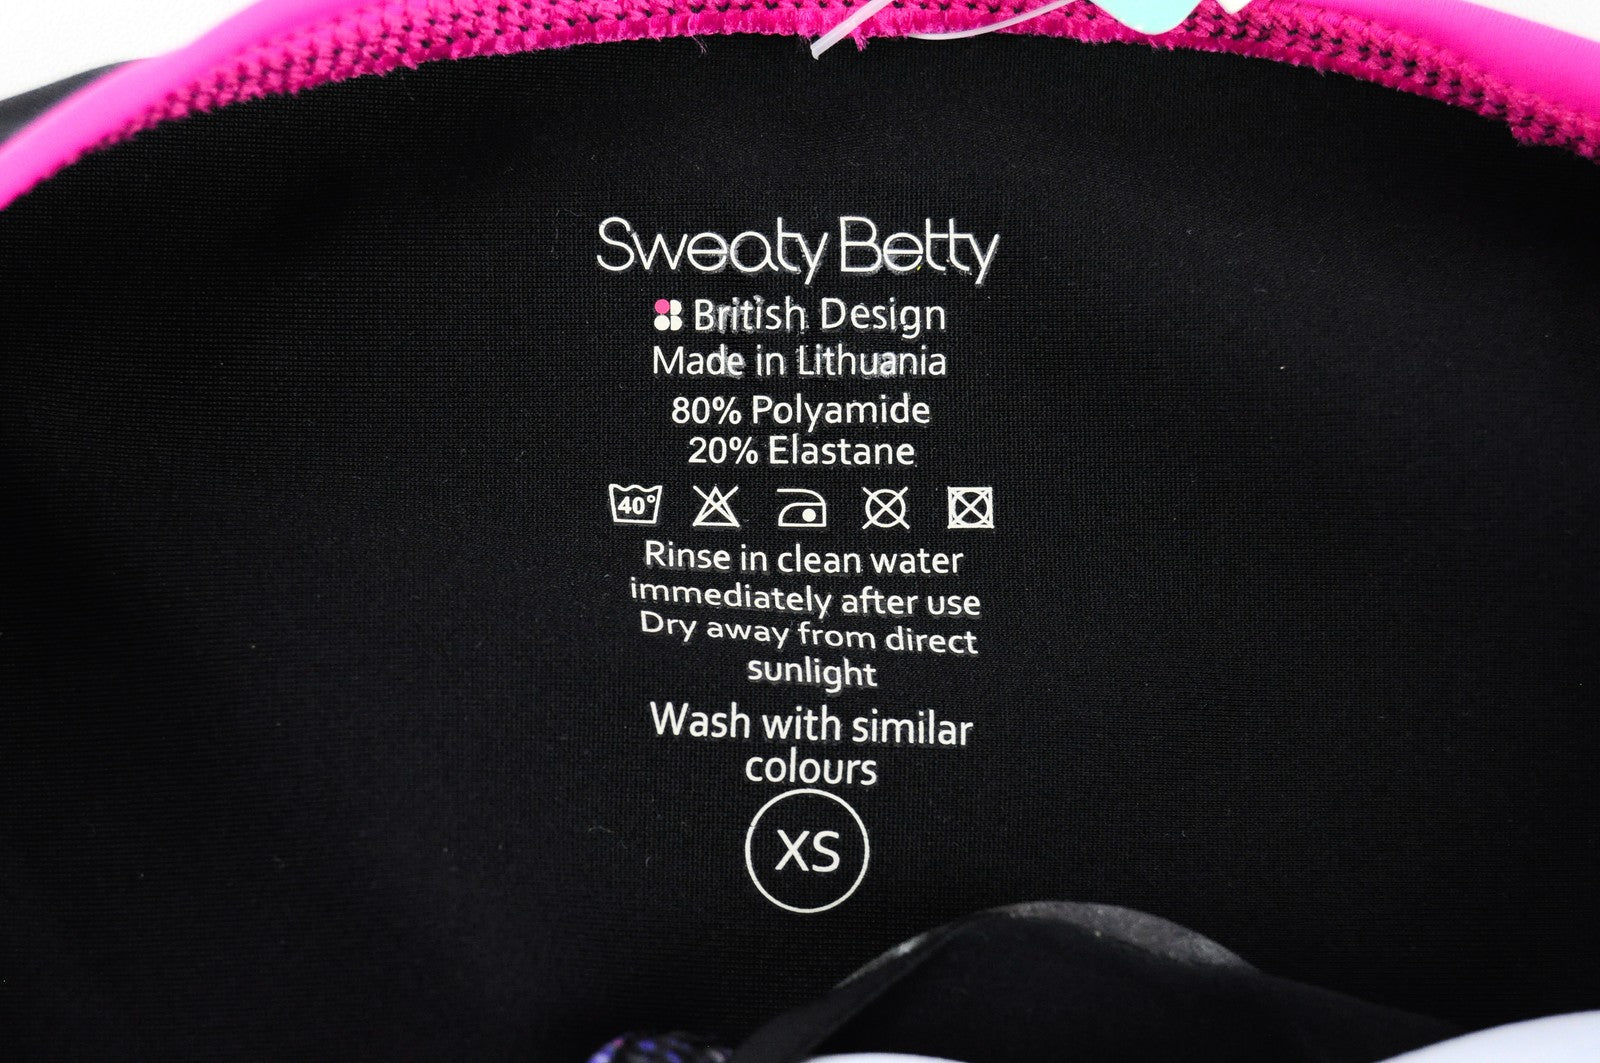 Sweaty Betty
British Design
Made in Lithuania
80% Polyamide
20% Elastane
40°
Rinse in clean water
immediately after use
Dry away from direct
sunlight
Wash with similar
colours
XS